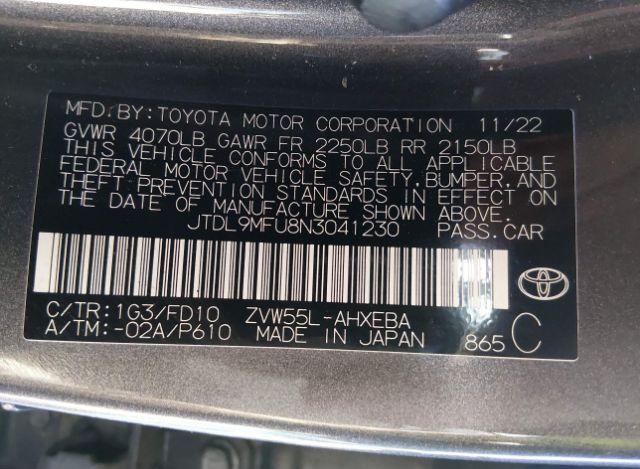 MFD.BY:TOYOTA MOTOR CORPORATION 11/22
GVWR 4070LB GAWR FR 2250LB RR 2150LB
THIS VEHICLE CONFORMS TO ALL APPLICABLE
FEDERAL MOTOR VEHICLE SAFETY,BUMPER,AND
THEFT PREVENTION STANDARDS IN EFFECT ON
THE DATE OF MANUFACTURE SHOWN ABOVE.
JTDL9MFU8N3041230 PASS.CAR
C/TR:1G3/FD10 ZVW55L-AHXEBA
A/TM:-02A/P610 MADE IN JAPAN 865 C